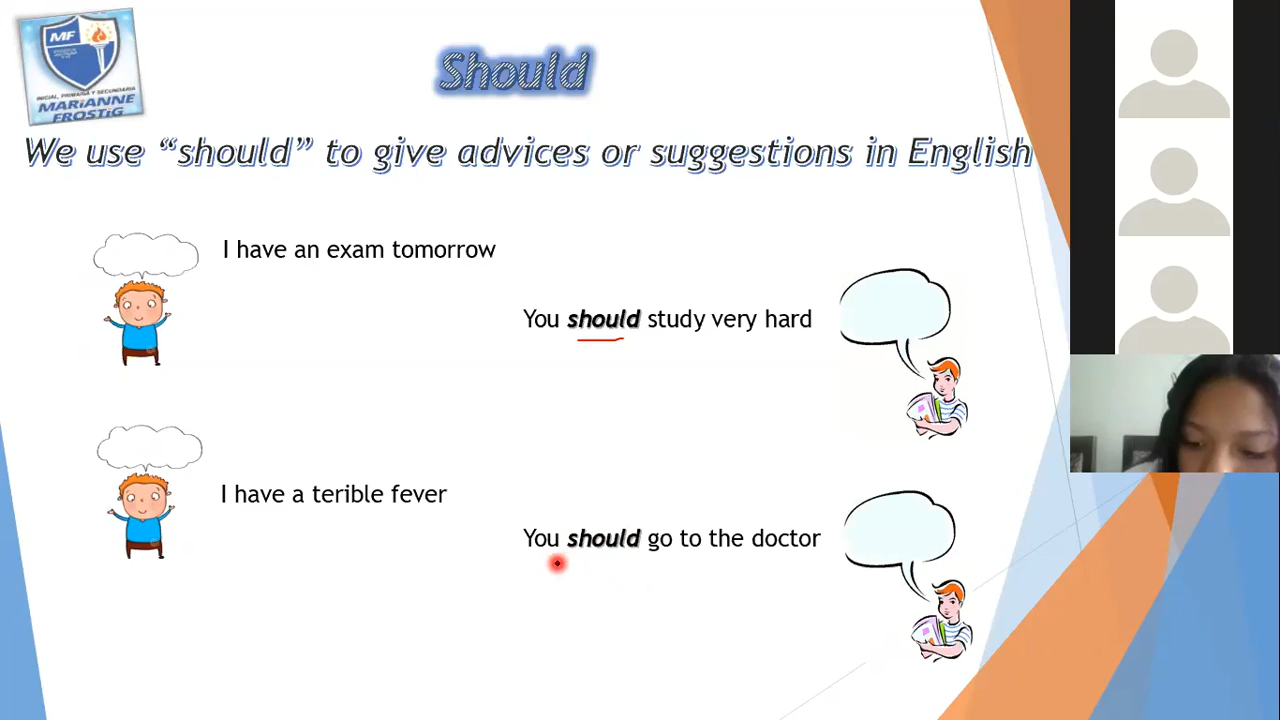 MF
INICIAL, PRIMARIA Y SECUNDARIA
MARIANNE
FROSTIG
Should
We use “should” to give advices or suggestions in English
I have an exam tomorrow
You should study very hard
I have a terible fever
You should go to the doctor